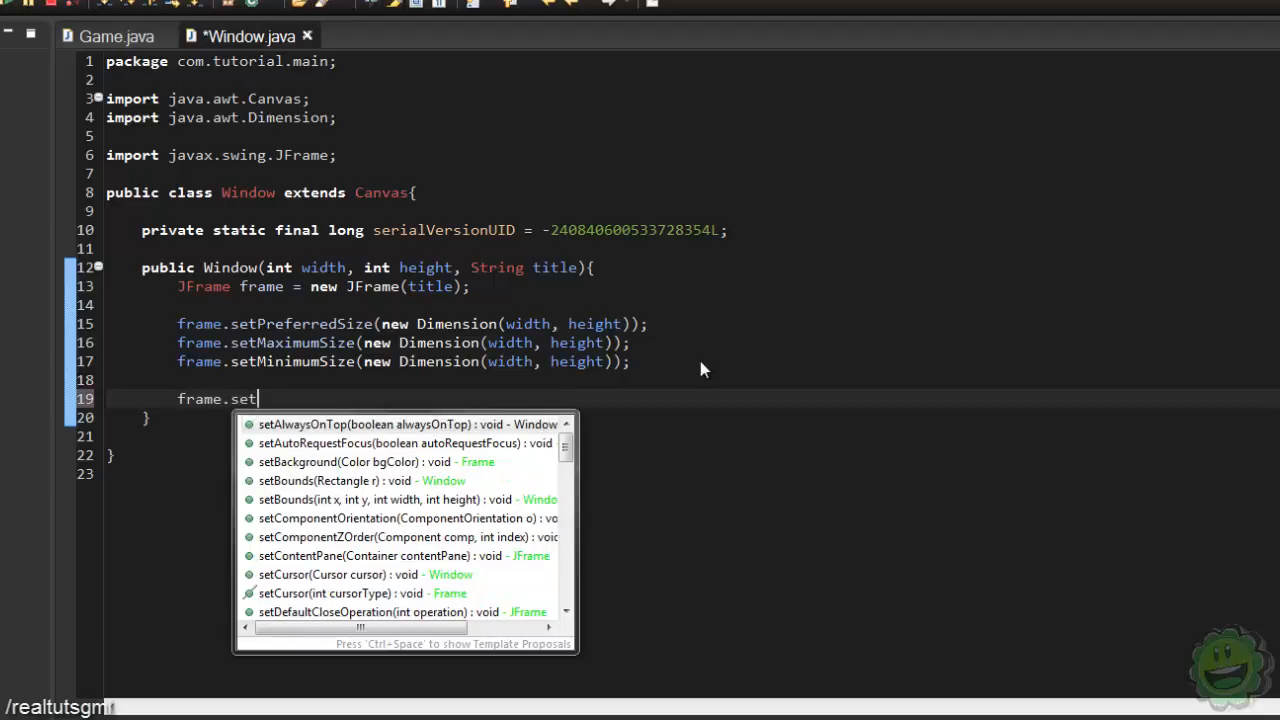 Game.java *Window.java
1 package com.tutorial.main;
2
3 import java.awt.Canvas;
4 import java.awt.Dimension;
5
6 import javax.swing.JFrame;
7
8 public class Window extends Canvas{
9
10 private static final long serialVersionUID = -240840600533728354L;
11
12 public Window(int width, int height, String title){
13 JFrame frame = new JFrame(title);
14
15 frame.setPreferredSize(new Dimension(width, height));
16 frame.setMaximumSize(new Dimension(width, height));
17 frame.setMinimumSize(new Dimension(width, height));
18
19 frame.set
20 }
21
22 }
23
setAlwaysOnTop(boolean alwaysOnTop) : void - Window
setAutoRequestFocus(boolean autoRequestFocus) : void
setBackground(Color bgColor) : void - Frame
setBounds(Rectangle r) : void - Window
setBounds(int x, int y, int width, int height) : void - Windo
setComponentOrientation(ComponentOrientation o) : vo
setComponentZOrder(Component comp, int index) : voic
setContentPane(Container contentPane) : void - JFrame
setCursor(Cursor cursor) : void - Window
setCursor(int cursorType) : void - Frame
setDefaultCloseOperation(int operation) : void - JFrame
Press 'Ctrl+Space' to show Template Proposals
/realtutsgmr